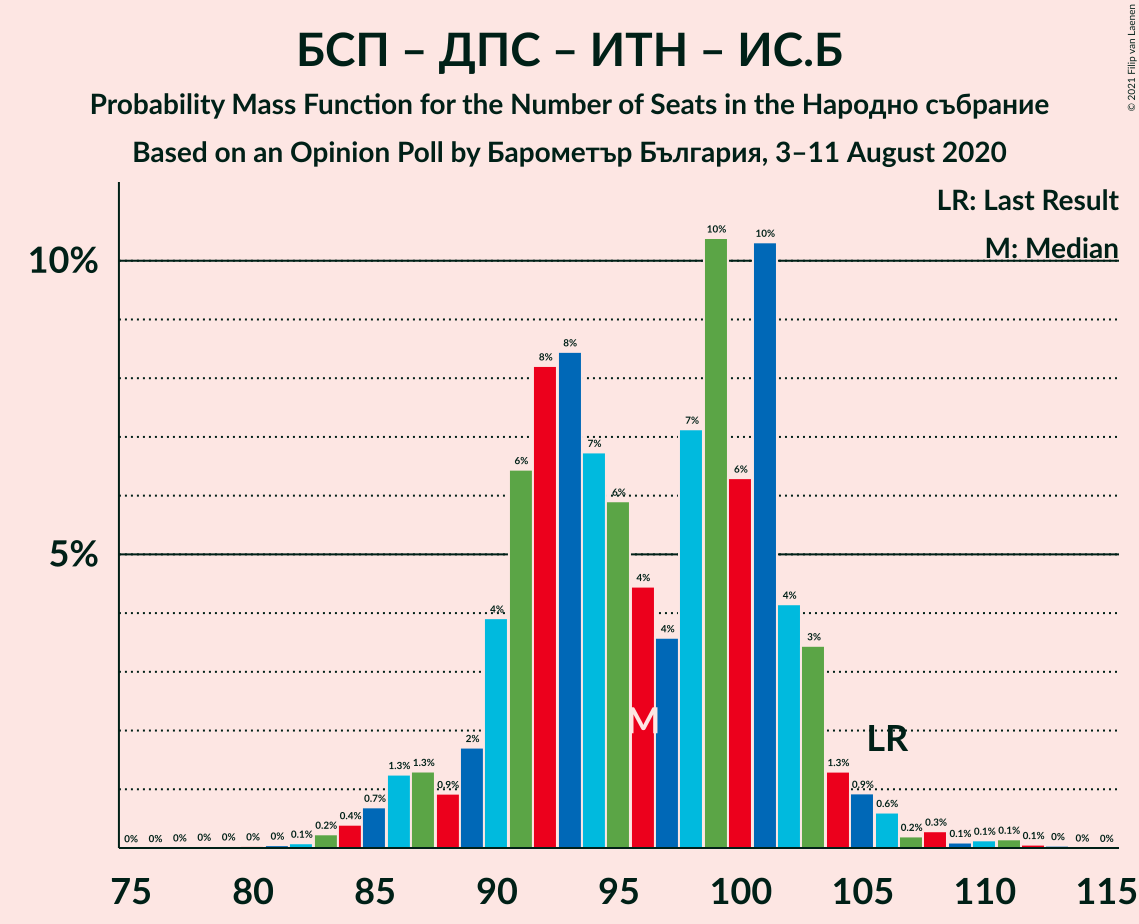 БСП – ДПС – ИТН – ИС.Б
Probability Mass Function for the Number of Seats in the Народно събрание
Based on an Opinion Poll by Барометър България, 3–11 August 2020
© 2021 Filip van Laenen
LR: Last Result
M: Median
10%
5%
0% 0% 0% 0% 0% 0% 0% 0.1% 0.2% 0.4% 0.7% 1.3% 1.3% 0.9% 2% 4% 6% 8% 8% 7% 6% 4% 4% 7% 10% 6% 10% 4% 3% 1.3% 0.9% 0.6% 0.2% 0.3% 0.1% 0.1% 0.1% 0.1% 0% 0% 0%
M
LR
75 80 85 90 95 100 105 110 115